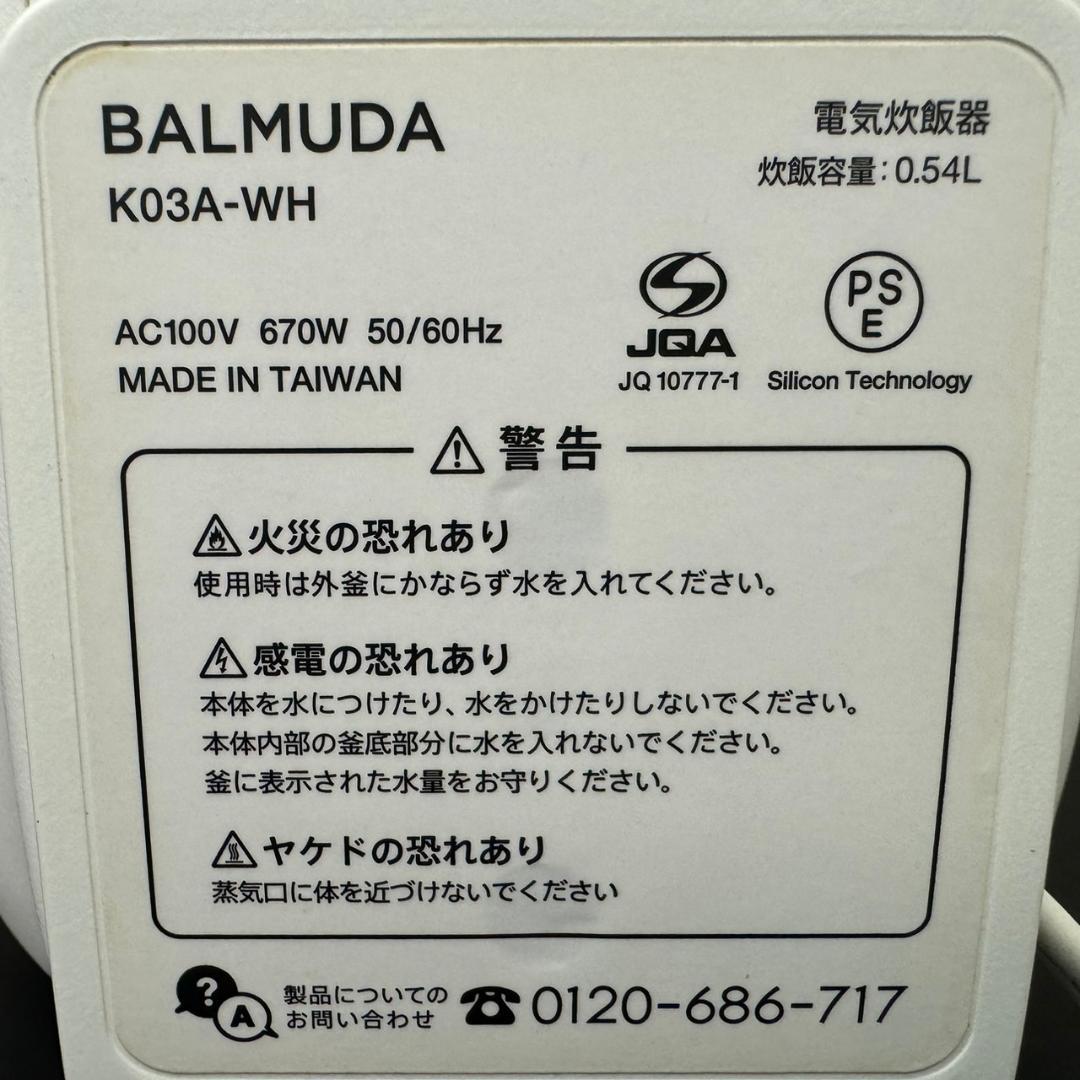 BALMUDA
K03A-WH
電気炊飯器
炊飯容量:0.54L
AC100V 670W 50/60Hz
MADE IN TAIWAN
JQA
JQ 10777-1
PS
E
Silicon Technology
警告
火災の恐れあり
使用時は外釜にかならず水を入れてください。
感電の恐れあり
本体を水につけたり、水をかけたりしないでください。
本体内部の釜底部分に水を入れないでください。
釜に表示された水量をお守りください。
ヤケドの恐れあり
蒸気口に体を近づけないでください
? A
製品についての
お問い合わせ
0120-686-717